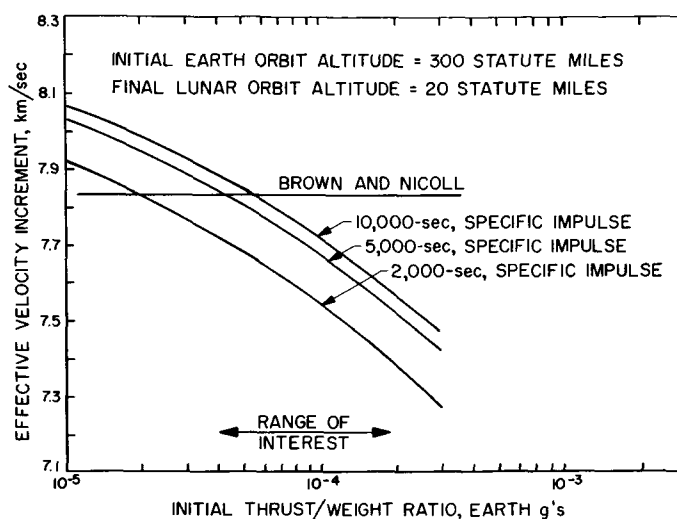 8.3
8.1
7.9
7.7
7.5
7.3
7.1
EFFECTIVE VELOCITY INCREMENT, km/sec
INITIAL EARTH ORBIT ALTITUDE = 300 STATUTE MILES
FINAL LUNAR ORBIT ALTITUDE = 20 STATUTE MILES
BROWN AND NICOLL
10,000-sec, SPECIFIC IMPULSE
5,000-sec, SPECIFIC IMPULSE
2,000-sec, SPECIFIC IMPULSE
RANGE OF
INTEREST
10⁻⁵
10⁻⁴
10⁻³
INITIAL THRUST/WEIGHT RATIO, EARTH g's